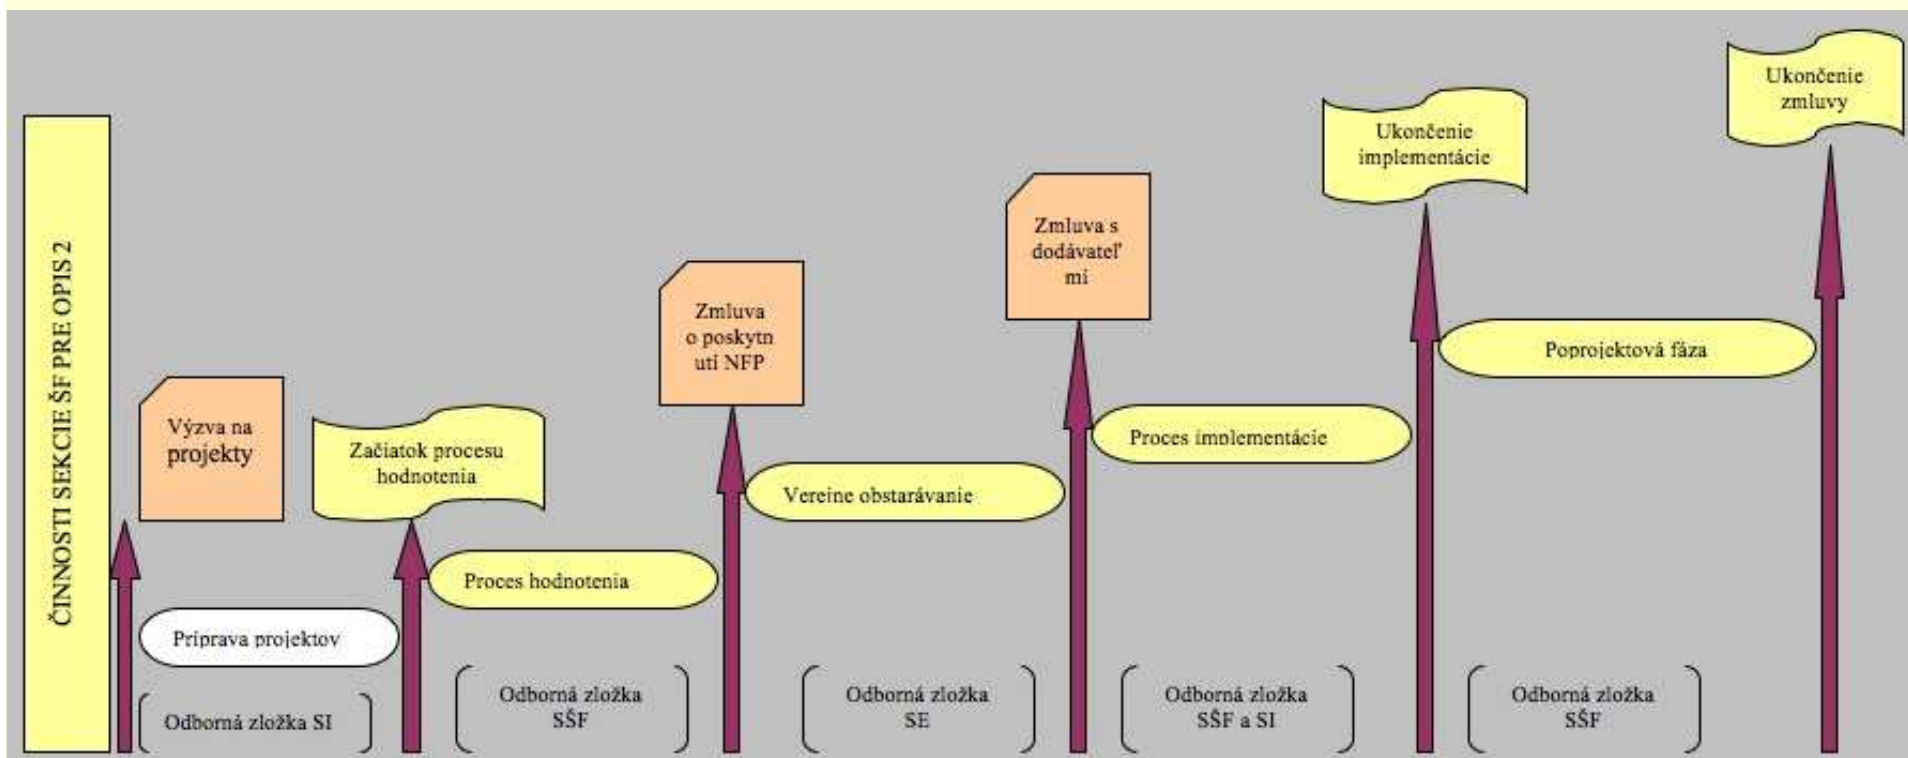 ČINNOSTI SEKCIE ŠF PRE OPIS 2
Výzva na
projekty
Začiatok procesu
hodnotenia
Zmluva
o poskytn
utí NFP
Zmluva s
dodávateľ
mi
Ukončenie
implementácie
Ukončenie
zmluvy
Príprava projektov
Proces hodnotenia
Vereine obstarávanie
Proces implementácie
Poprojektová fáza
Odborná zložka SI
Odborná zložka
SŠF
Odborná zložka
SE
Odborná zložka
SŠF a SI
Odborná zložka
SŠF